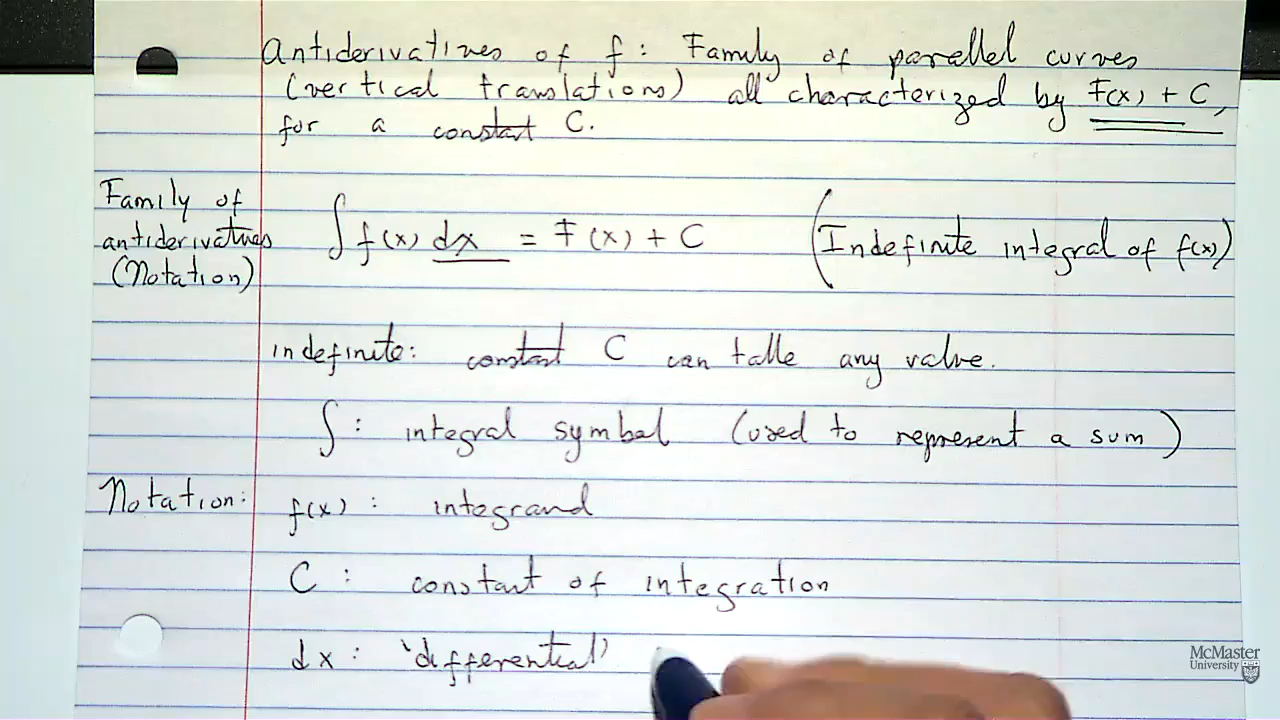 Antiderivatives of f: Family of parallel curves
(vertical translations) all characterized by F(x) + C,
for a constant C.
Family of
antiderivatives
(Notation)
∫ f(x) dx = F(x) + C
(Indefinite integral of f(x))
indefinite: constant C can take any value.
∫ : integral symbol (used to represent a sum)
Notation:
f(x) : integrand
C : constant of integration
dx : 'differential'
McMaster
University